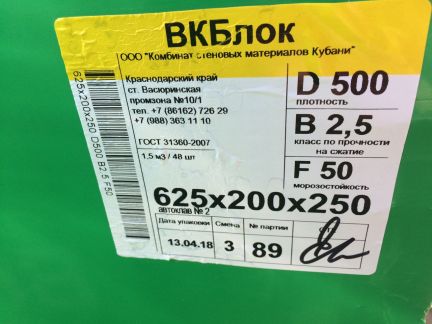 ВКБлок
ООО "Комбинат стеновых материалов Кубани"
Краснодарский край
ст. Васюринская
промзона №10/1
тел. +7 (86162) 726 29
+7 (988) 363 11 10
ГОСТ 31360-2007
1,5 м3 / 48 шт
D 500
плотность
B 2,5
класс по прочности
на сжатие
F 50
морозостойкость
625x200x250
автоклав № 2
Дата упаковки Смена № партии
13.04.18 3 89
625x200x250 D500 B2,5 F50